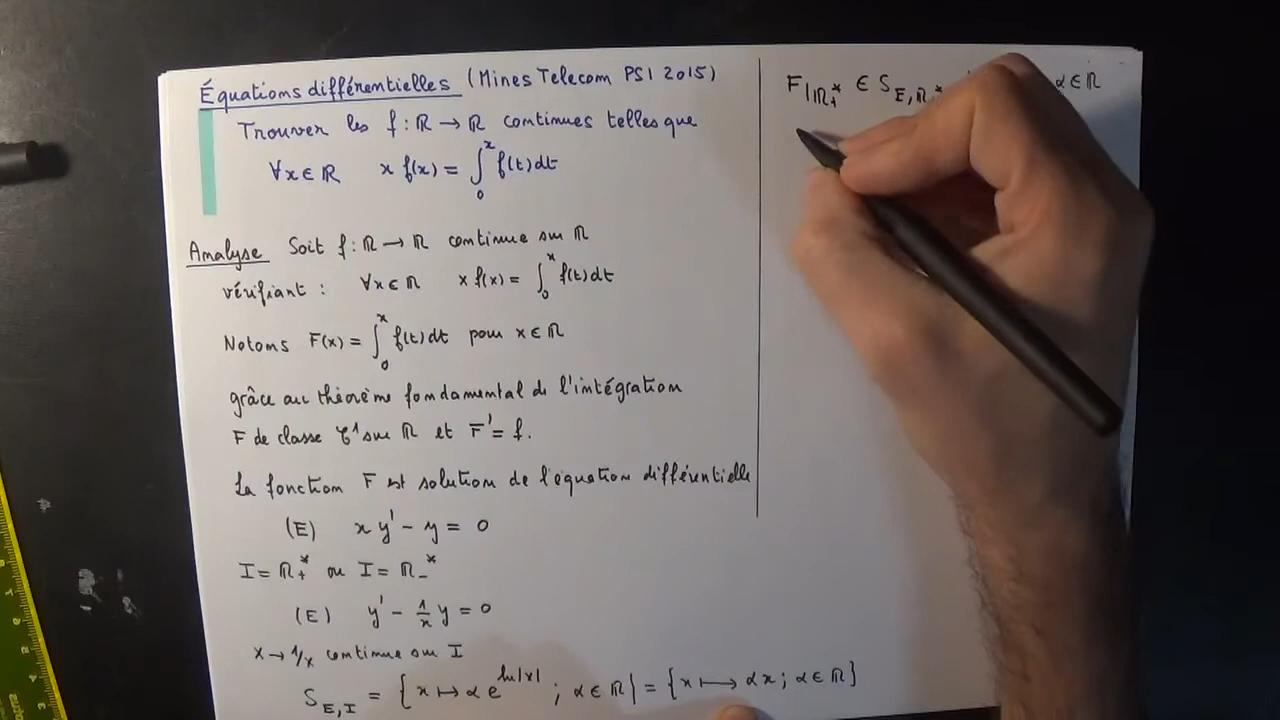 Équations différentielles (Mines Telecom PSI 2015)
Trouver les f : ℝ → ℝ continues telles que
∀x ∈ ℝ x f(x) = ∫₀ˣ f(t)dt
Analyse Soit f : ℝ → ℝ continue sur ℝ
vérifiant : ∀x ∈ ℝ x f(x) = ∫₀ˣ f(t)dt
Notons F(x) = ∫₀ˣ f(t)dt pour x ∈ ℝ
grâce au théorème fondamental de l'intégration
F de classe C¹ sur ℝ et F' = f.
La fonction F est solution de l'équation différentielle
(E) x y' - y = 0
I = ℝ₊* ou I = ℝ₋*
(E) y' - 1/x y = 0
x → 1/x continue sur I
S_{E,I} = { x ↦ α e^{ln|x|} ; α ∈ ℝ } = { x ↦ αx ; α ∈ ℝ }
F|ℝ₊* ∈ S_{E,ℝ₊*} α ∈ ℝ